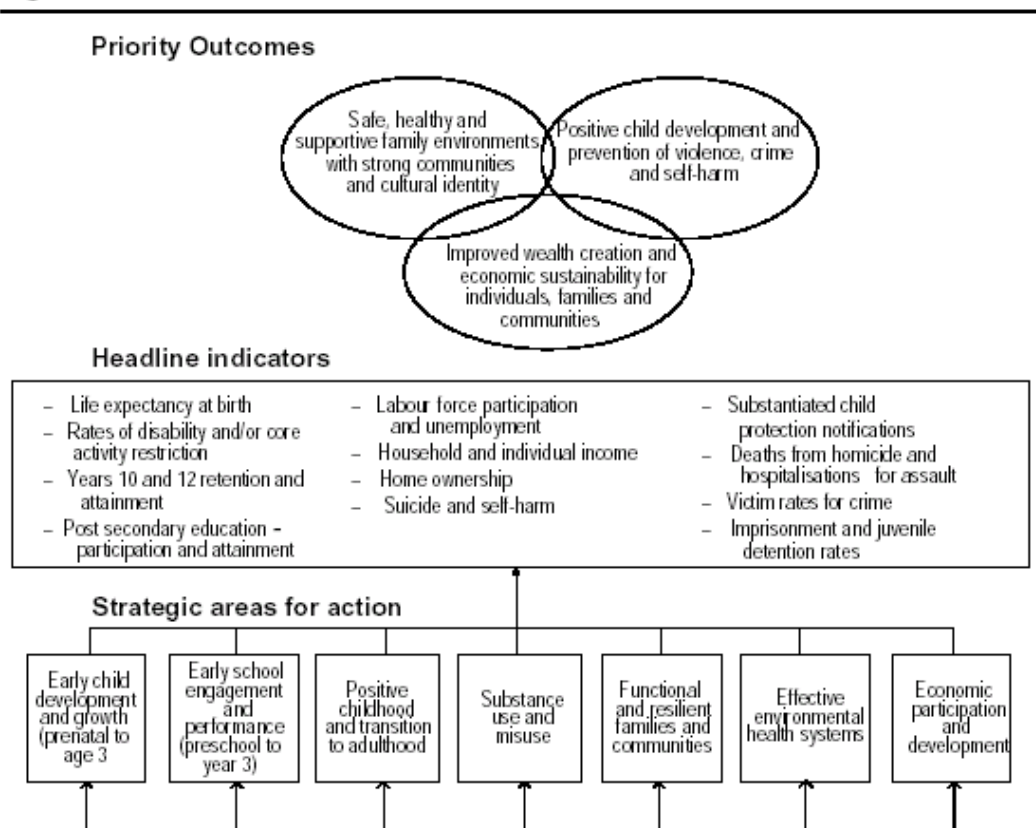 Priority Outcomes
Safe, healthy and
supportive family environments
with strong communities
and cultural identity
Positive child development and
prevention of violence, crime
and self-harm
Improved wealth creation and
economic sustainability for
individuals, families and
communities
Headline indicators
– Life expectancy at birth
– Rates of disability and/or core
activity restriction
– Years 10 and 12 retention and
attainment
– Post secondary education –
participation and attainment
– Labour force participation
and unemployment
– Household and individual income
– Home ownership
– Suicide and self-harm
– Substantiated child
protection notifications
– Deaths from homicide and
hospitalisations for assault
– Victim rates for crime
– Imprisonment and juvenile
detention rates
Strategic areas for action
Early child
development
and growth
(prenatal to
age 3
Early school
engagement
and
performance
(preschool to
year 3)
Positive
childhood
and transition
to adulthood
Substance
use and
misuse
Functional
and resilient
families and
communities
Effective
environmental
health systems
Economic
participation
and
development